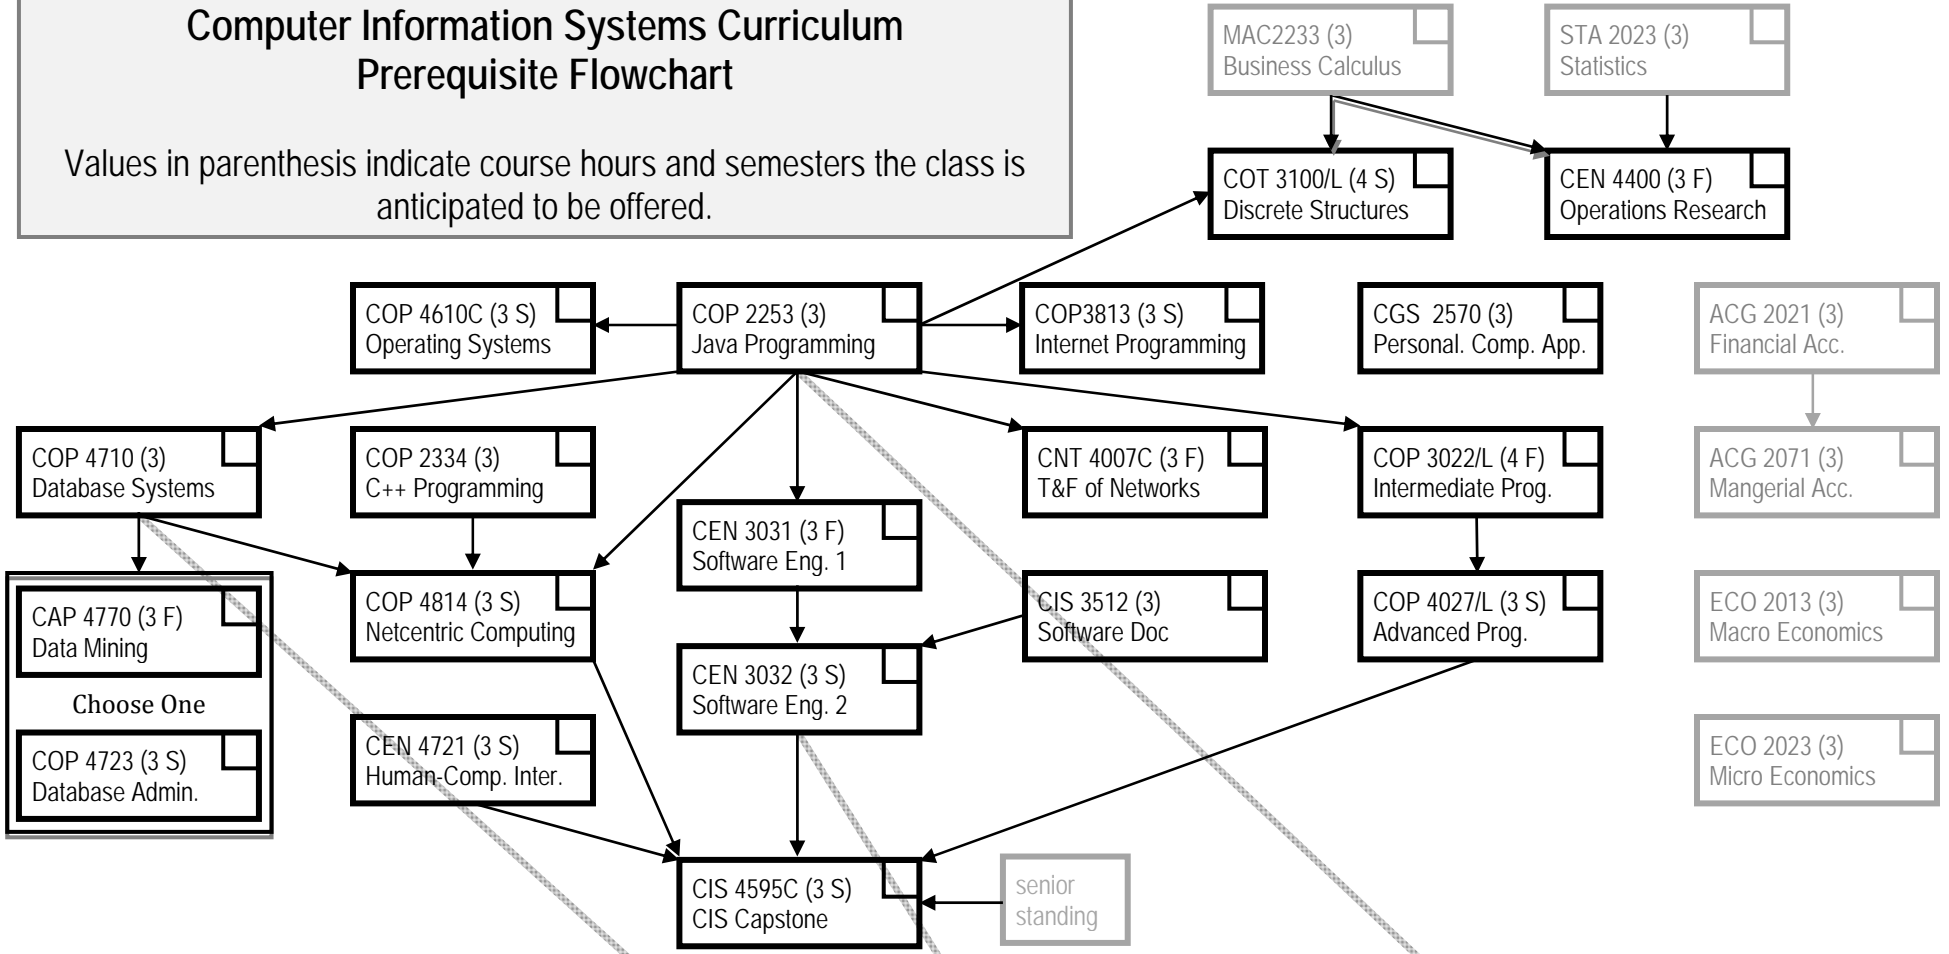 Computer Information Systems Curriculum
Prerequisite Flowchart
Values in parenthesis indicate course hours and semesters the class is
anticipated to be offered.
MAC2233 (3)
Business Calculus
STA 2023 (3)
Statistics
COT 3100/L (4 S)
Discrete Structures
CEN 4400 (3 F)
Operations Research
COP 4610C (3 S)
Operating Systems
COP 2253 (3)
Java Programming
COP3813 (3 S)
Internet Programming
CGS 2570 (3)
Personal. Comp. App.
ACG 2021 (3)
Financial Acc.
COP 4710 (3)
Database Systems
COP 2334 (3)
C++ Programming
CNT 4007C (3 F)
T&F of Networks
COP 3022/L (4 F)
Intermediate Prog.
ACG 2071 (3)
Mangerial Acc.
CEN 3031 (3 F)
Software Eng. 1
CAP 4770 (3 F)
Data Mining
COP 4814 (3 S)
Netcentric Computing
CIS 3512 (3)
Software Doc
COP 4027/L (3 S)
Advanced Prog.
ECO 2013 (3)
Macro Economics
CEN 3032 (3 S)
Software Eng. 2
Choose One
COP 4723 (3 S)
Database Admin.
CEN 4721 (3 S)
Human-Comp. Inter.
ECO 2023 (3)
Micro Economics
CIS 4595C (3 S)
CIS Capstone
senior
standing